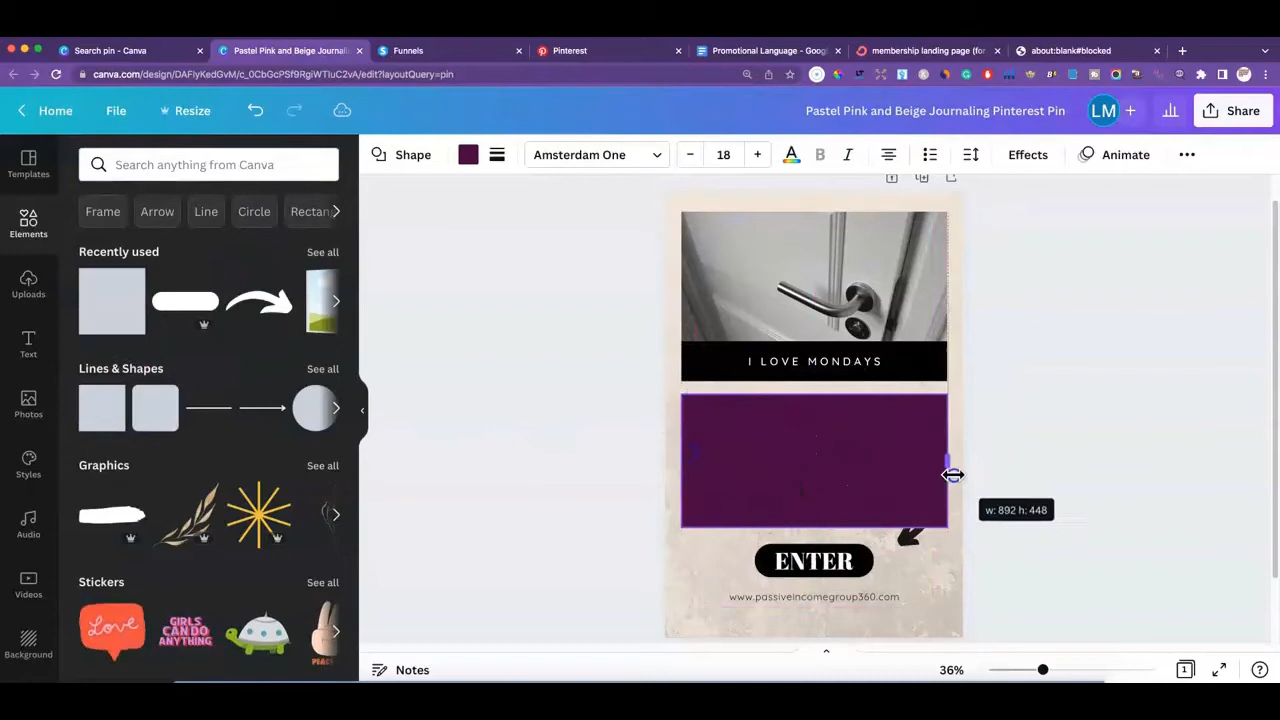 Search pin - Canva
Pastel Pink and Beige Journali
Funnels
Pinterest
Promotional Language - Goog
membership landing page (for
about:blank#blocked
canva.com/design/DAFlyKedGvM/c_0CbGcPSf9RgiWTluC2vA/edit?layoutQuery=pin
Home
File
Resize
Pastel Pink and Beige Journaling Pinterest Pin
LM
Share
Templates
Elements
Uploads
Text
Photos
Styles
Audio
Videos
Background
Search anything from Canva
Frame
Arrow
Line
Circle
Rectan
Recently used
See all
Lines & Shapes
See all
Graphics
See all
Stickers
See all
Love
GIRLS
CAN DO
ANYTHING
PEACE
Shape
Amsterdam One
18
A
B
I
Effects
Animate
I LOVE MONDAYS
w: 892 h: 448
ENTER
www.passiveincomegroup360.com
Notes
36%
1